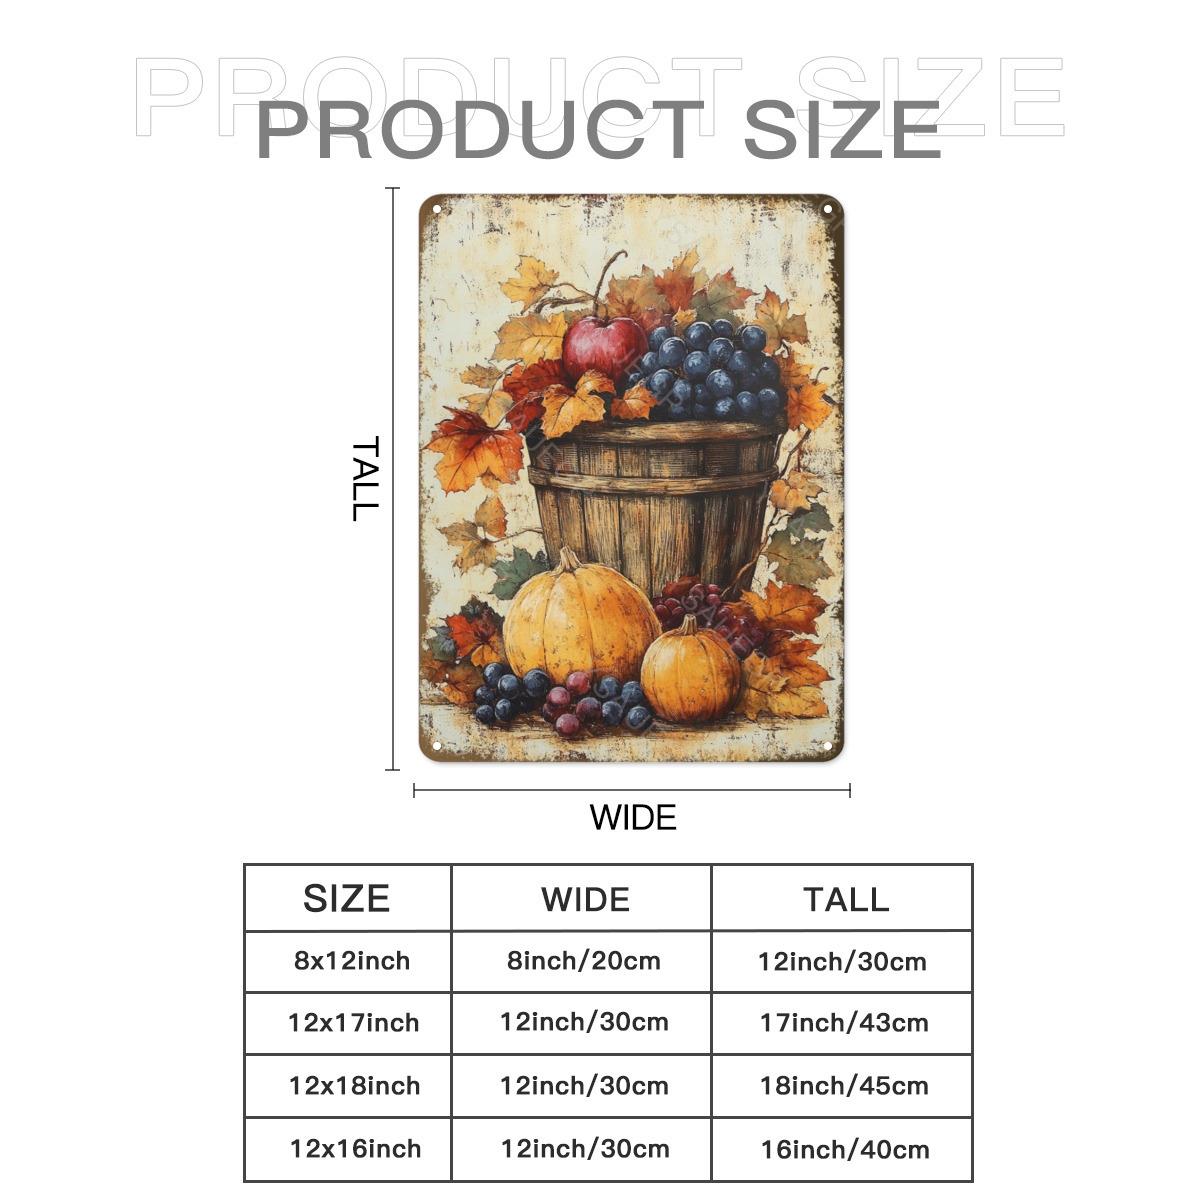 PRODUCT SIZE
PRODUCT SIZE
TALL
WIDE
SIZE WIDE TALL
8x12inch 8inch/20cm 12inch/30cm
12x17inch 12inch/30cm 17inch/43cm
12x18inch 12inch/30cm 18inch/45cm
12x16inch 12inch/30cm 16inch/40cm